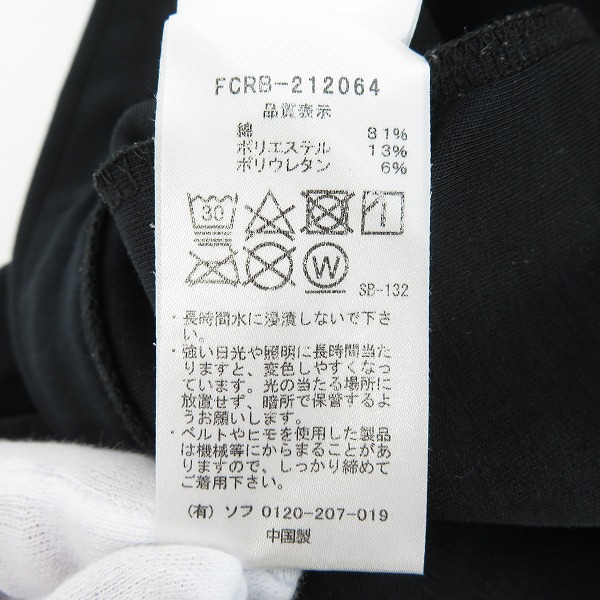 FCRB-212064
品質表示
綿 81%
ポリエステル 13%
ポリウレタン 6%
30
W
SB-132
・長時間水に浸漬しないで下さ
い。
・強い日光や照明に長時間当た
りますと、変色しやすくなっ
ています。光の当たる場所に
放置せず、暗所で保管するよ
うお願いします。
・ベルトやヒモを使用した製品
は機械等にからまることがあ
りますので、しっかり締めて
ご着用下さい。
(有) ソフ 0120-207-019
中国製